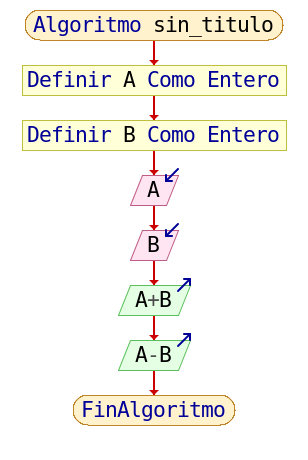 Algoritmo sin_titulo
Definir A Como Entero
Definir B Como Entero
A
B
A+B
A-B
FinAlgoritmo